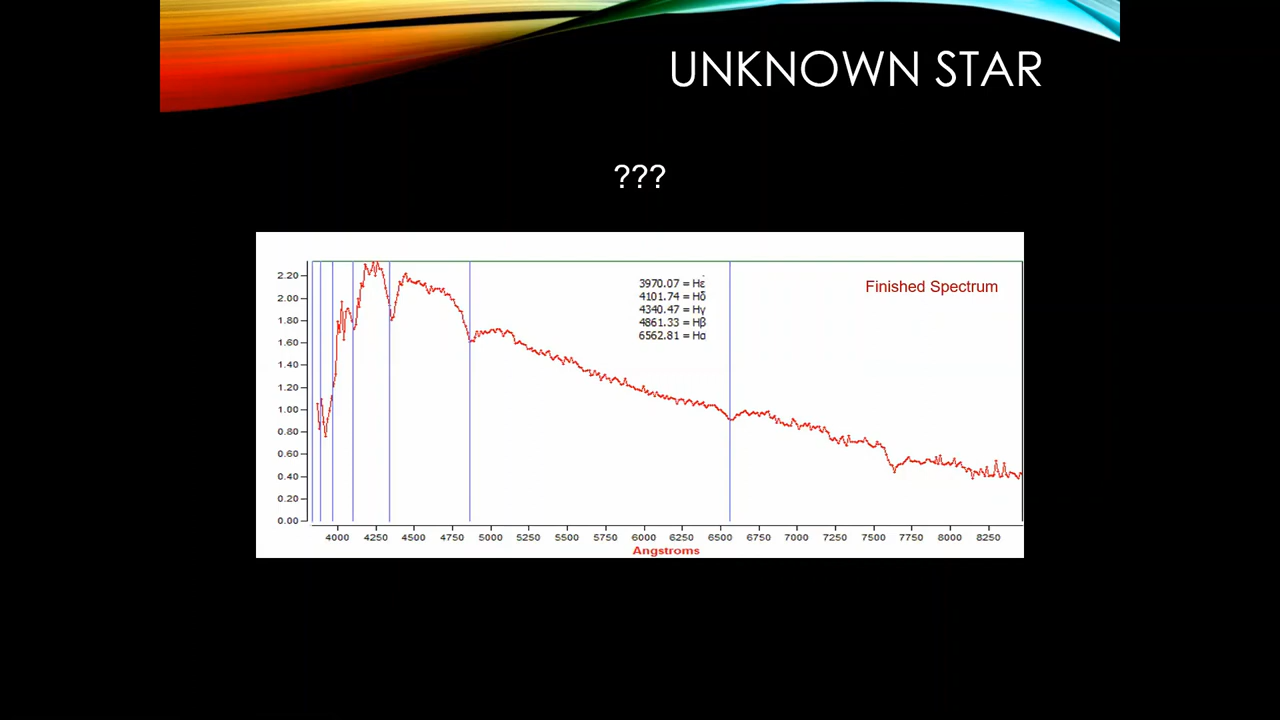 UNKNOWN STAR
???
Finished Spectrum
3970.07 = Hε
4101.74 = Hδ
4340.47 = Hγ
4861.33 = Hβ
6562.81 = Hα
2.20
2.00
1.80
1.60
1.40
1.20
1.00
0.80
0.60
0.40
0.20
0.00
4000 4250 4500 4750 5000 5250 5500 5750 6000 6250 6500 6750 7000 7250 7500 7750 8000 8250
Angstroms